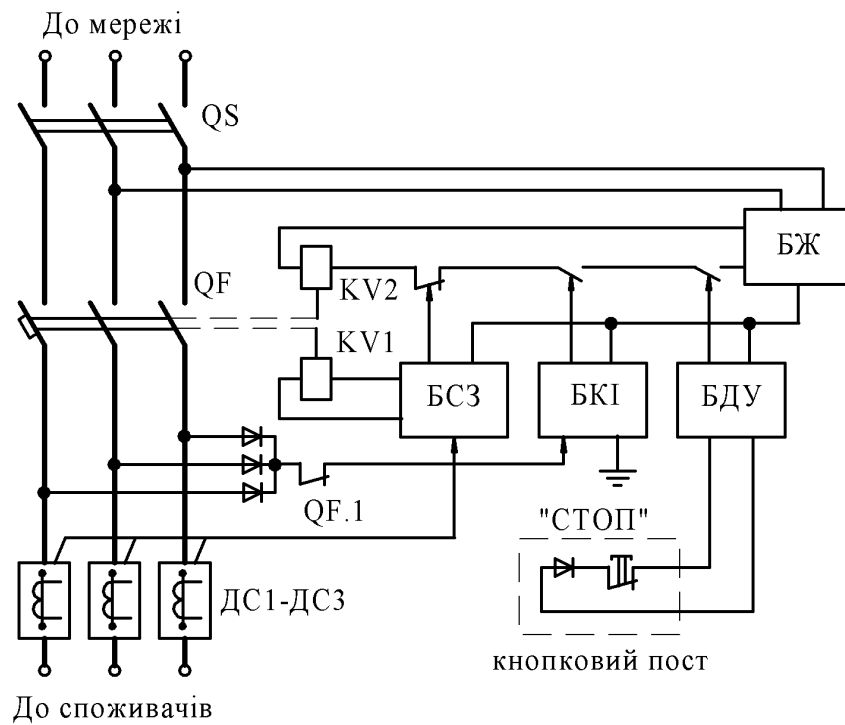 До мережі
QS
БЖ
QF
KV2
KV1
БСЗ
БКІ
БДУ
QF.1
"СТОП"
ДС1-ДС3
кнопковий пост
До споживачів